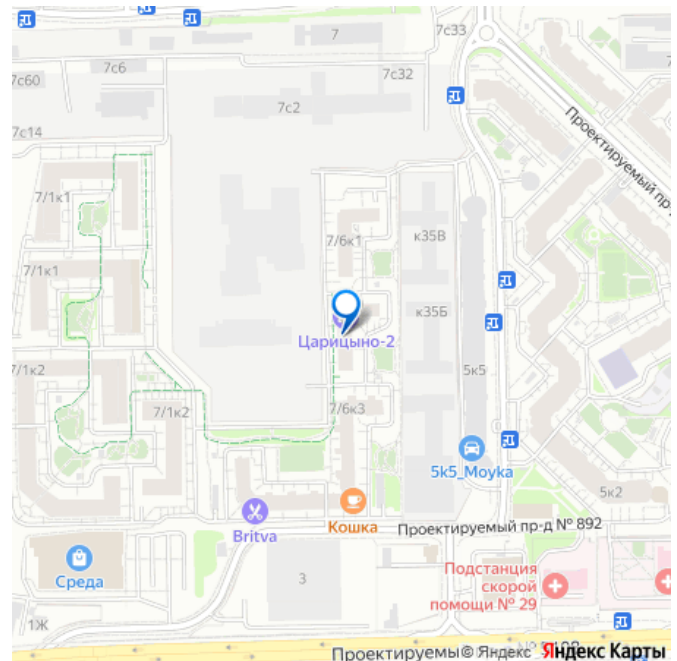 7
7с33
7с6
7с60
7с32
7с2
7с14
Проектируемый пр-
7/1к1
7/6к1
к35В
7/1к1
к35Б
Царицыно-2
7/1к2
5к5
7/1к2
7/6к3
5k5_Moyka
5к2
Britva
Кошка
Проектируемый пр-д № 892
Среда
3
Подстанция
скорой
помощи № 29
1Ж
Проектируемы
© Яндекс Яндекс Карты